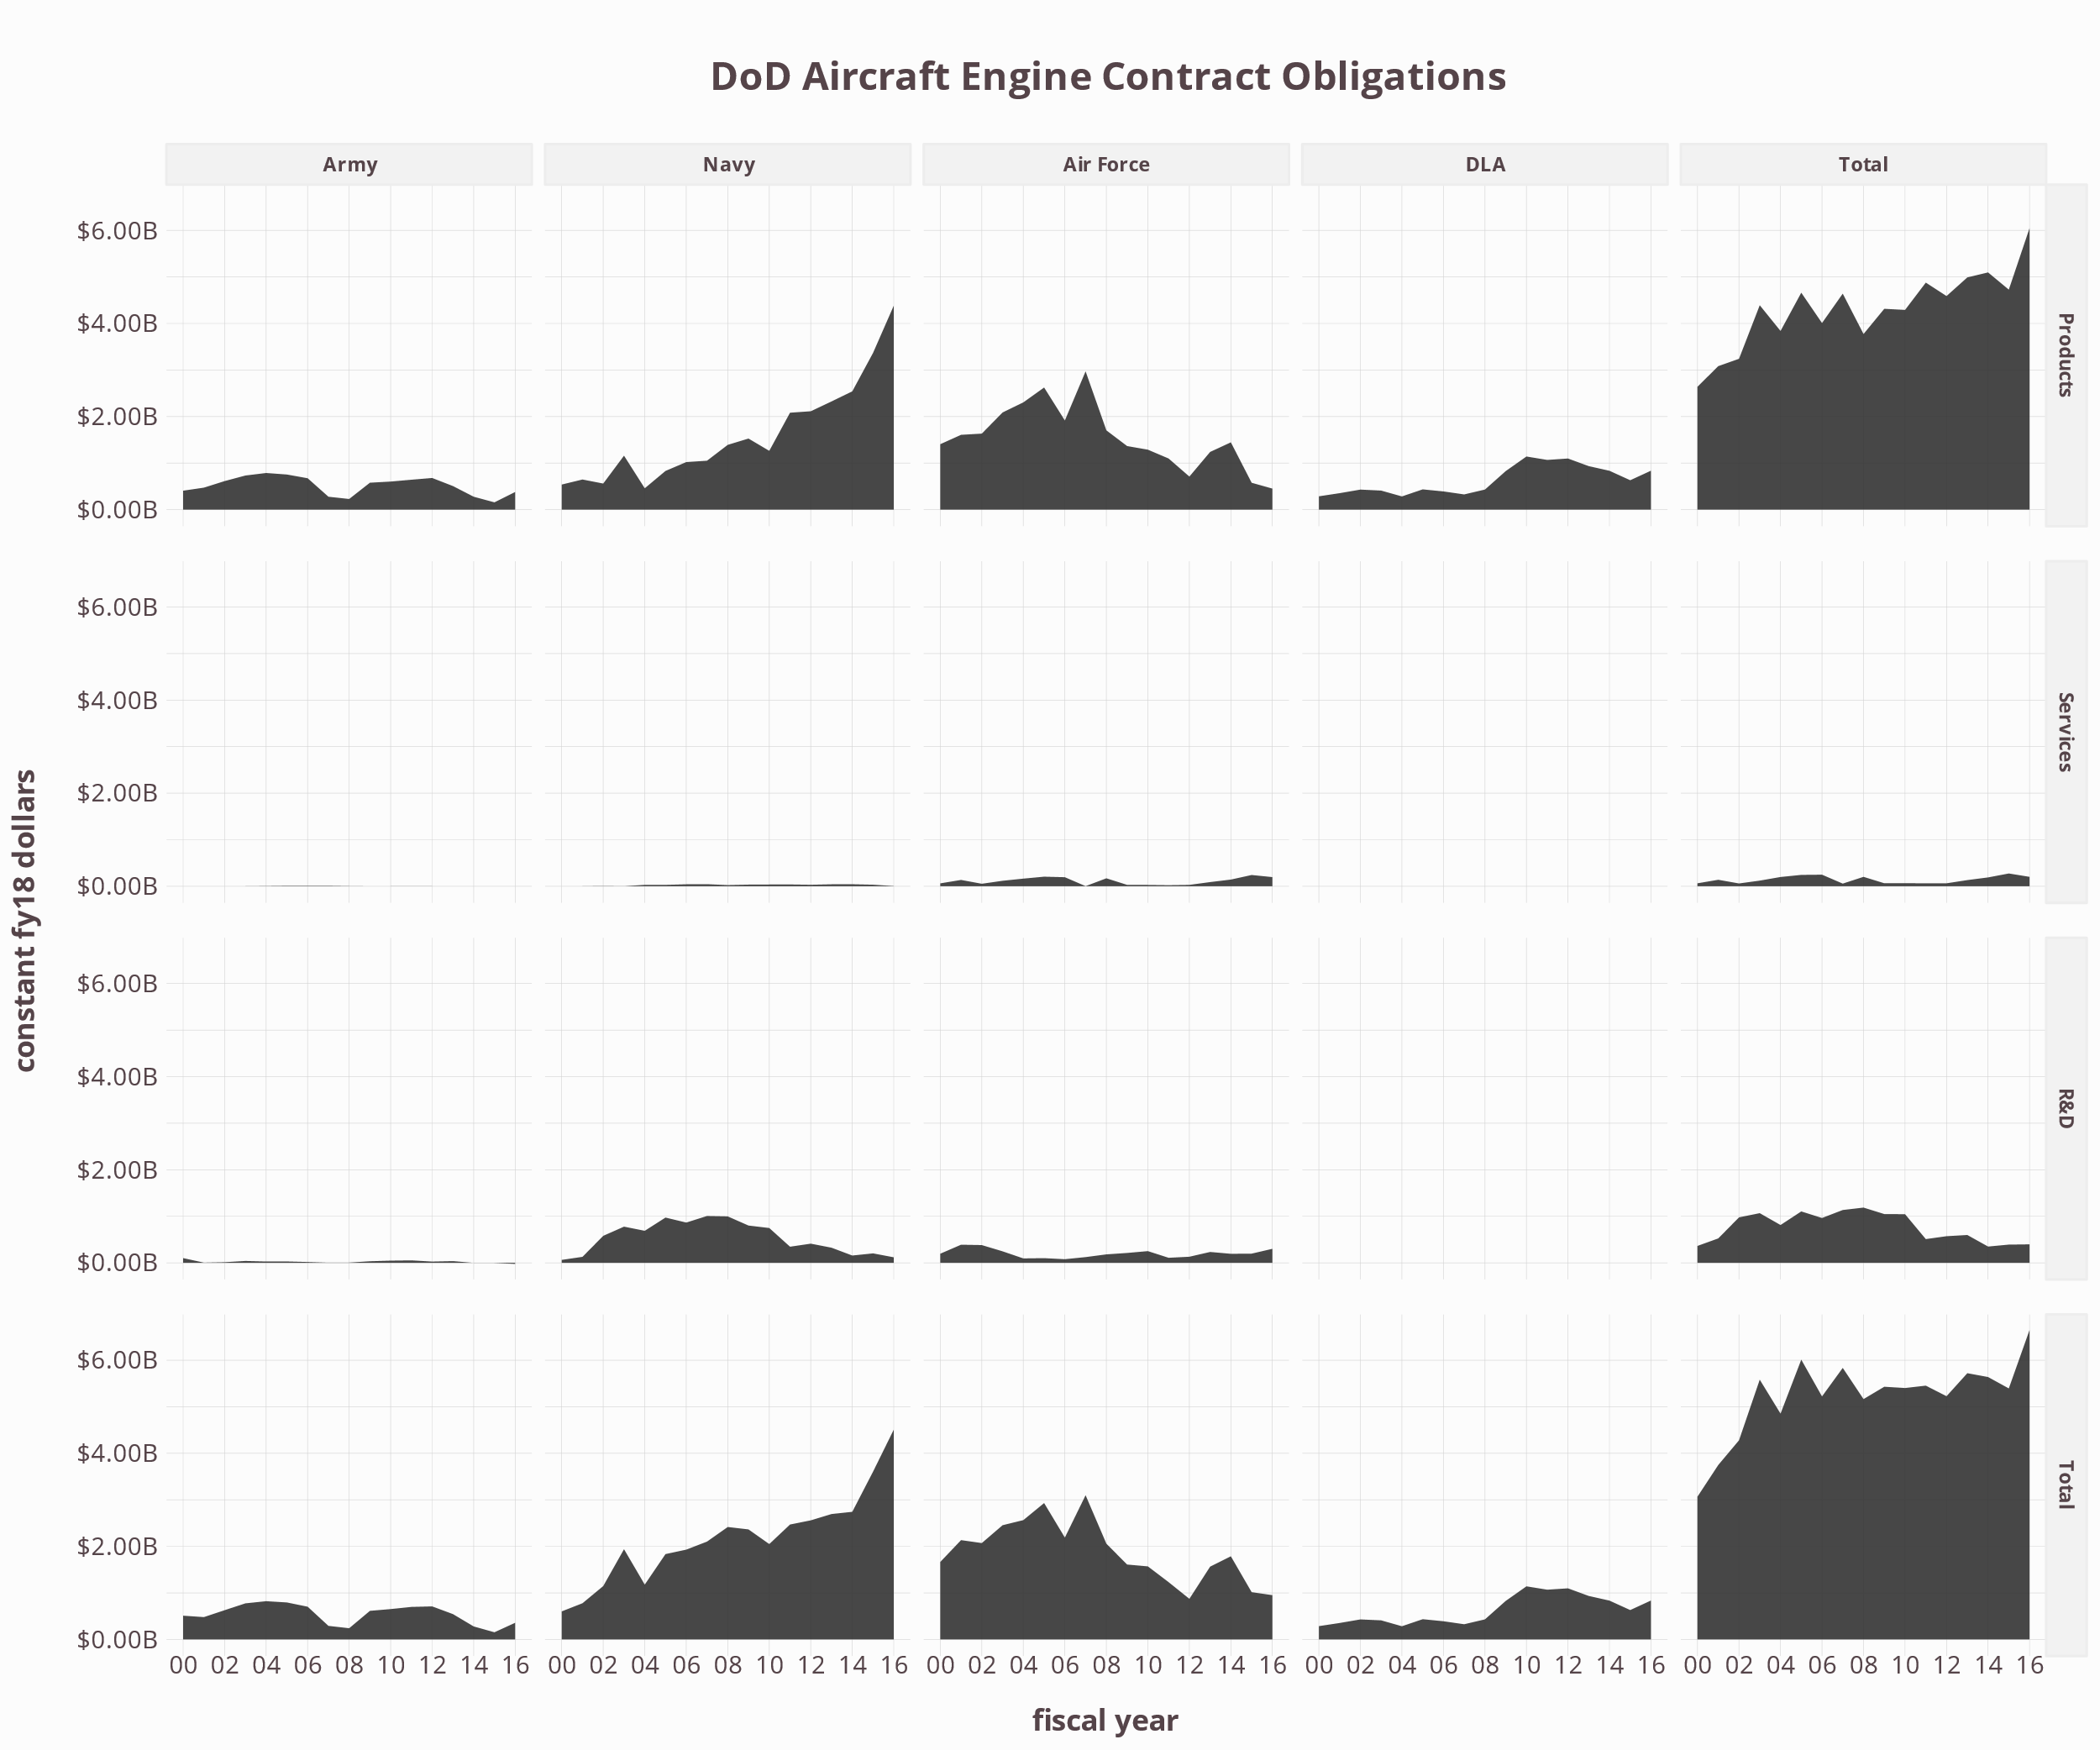 DoD Aircraft Engine Contract Obligations
Army Navy Air Force DLA Total
$6.00B
$4.00B
$2.00B
$0.00B
Products
$6.00B
$4.00B
$2.00B
$0.00B
Services
$6.00B
$4.00B
$2.00B
$0.00B
R&D
$6.00B
$4.00B
$2.00B
$0.00B
Total
constant fy18 dollars
00 02 04 06 08 10 12 14 16 00 02 04 06 08 10 12 14 16 00 02 04 06 08 10 12 14 16 00 02 04 06 08 10 12 14 16 00 02 04 06 08 10 12 14 16
fiscal year